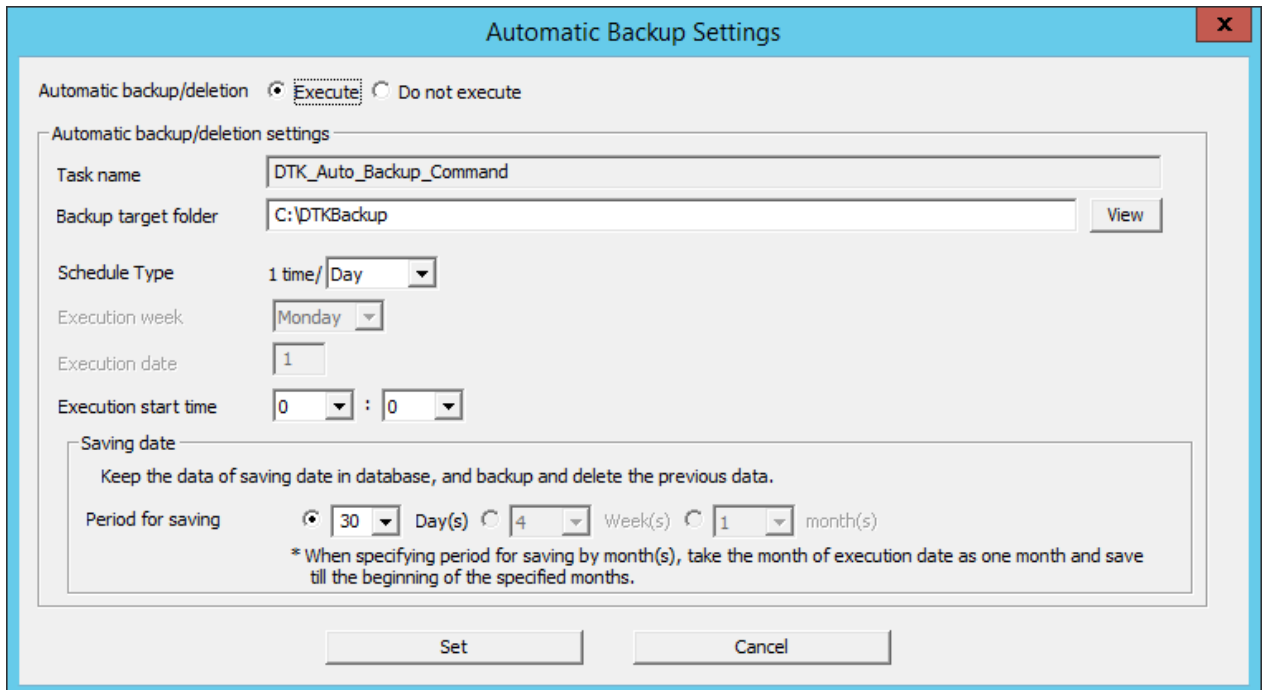 Automatic Backup Settings
x
Automatic backup/deletion Execute Do not execute
Automatic backup/deletion settings
Task name DTK_Auto_Backup_Command
Backup target folder C:\DTKBackup View
Schedule Type 1 time/ Day
Execution week Monday
Execution date 1
Execution start time 0 : 0
Saving date
Keep the data of saving date in database, and backup and delete the previous data.
Period for saving 30 Day(s) 4 Week(s) 1 month(s)
* When specifying period for saving by month(s), take the month of execution date as one month and save
till the beginning of the specified months.
Set Cancel